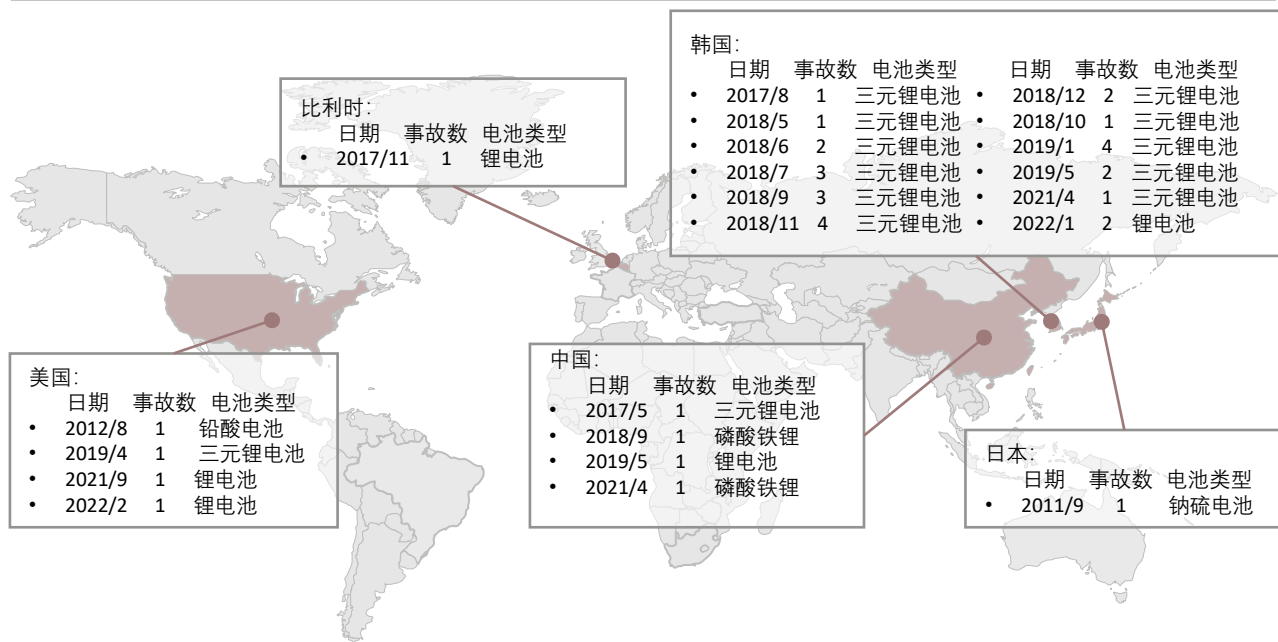 比利时：
日期 事故数 电池类型
• 2017/11 1 锂电池
韩国：
日期 事故数 电池类型 日期 事故数 电池类型
• 2017/8 1 三元锂电池 • 2018/12 2 三元锂电池
• 2018/5 1 三元锂电池 • 2018/10 1 三元锂电池
• 2018/6 2 三元锂电池 • 2019/1 4 三元锂电池
• 2018/7 3 三元锂电池 • 2019/5 2 三元锂电池
• 2018/9 3 三元锂电池 • 2021/4 1 三元锂电池
• 2018/11 4 三元锂电池 • 2022/1 2 锂电池
美国：
日期 事故数 电池类型
• 2012/8 1 铅酸电池
• 2019/4 1 三元锂电池
• 2021/9 1 锂电池
• 2022/2 1 锂电池
中国：
日期 事故数 电池类型
• 2017/5 1 三元锂电池
• 2018/9 1 磷酸铁锂
• 2019/5 1 锂电池
• 2021/4 1 磷酸铁锂
日本：
日期 事故数 电池类型
• 2011/9 1 钠硫电池